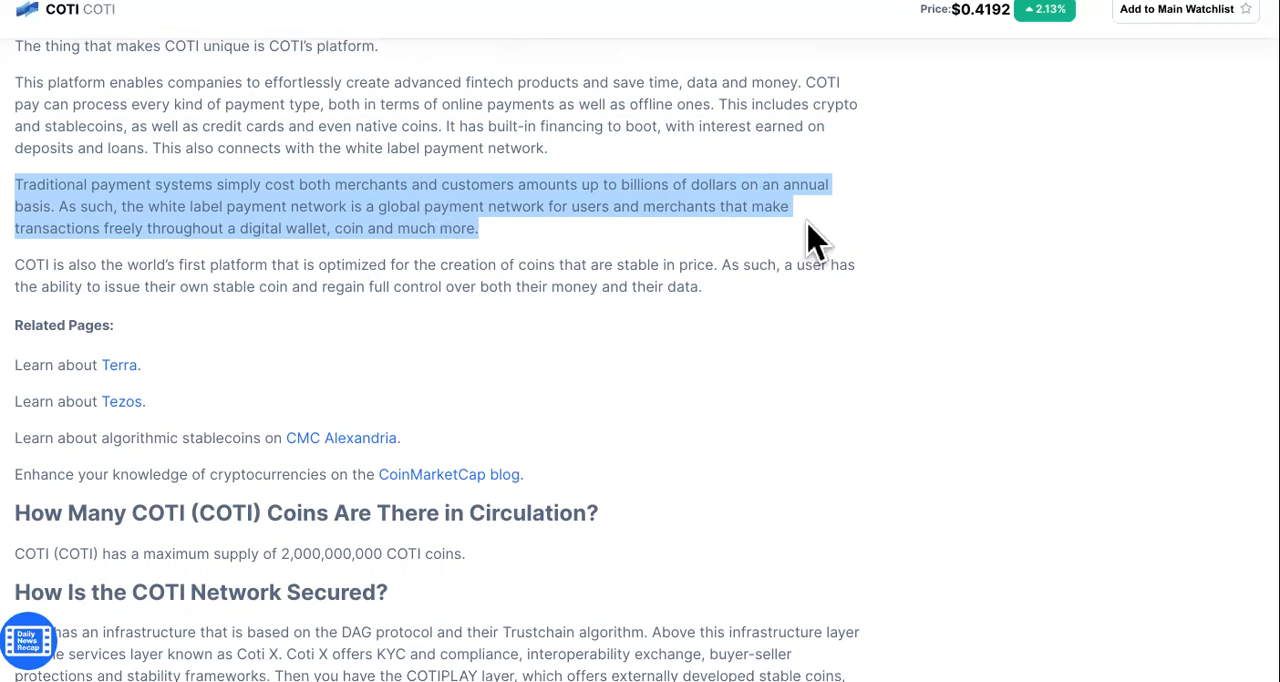 COTI COTI
Price:$0.4192 2.13% Add to Main Watchlist
The thing that makes COTI unique is COTI's platform.
This platform enables companies to effortlessly create advanced fintech products and save time, data and money. COTI
pay can process every kind of payment type, both in terms of online payments as well as offline ones. This includes crypto
and stablecoins, as well as credit cards and even native coins. It has built-in financing to boot, with interest earned on
deposits and loans. This also connects with the white label payment network.
Traditional payment systems simply cost both merchants and customers amounts up to billions of dollars on an annual
basis. As such, the white label payment network is a global payment network for users and merchants that make
transactions freely throughout a digital wallet, coin and much more.
COTI is also the world's first platform that is optimized for the creation of coins that are stable in price. As such, a user has
the ability to issue their own stable coin and regain full control over both their money and their data.
Related Pages:
Learn about Terra.
Learn about Tezos.
Learn about algorithmic stablecoins on CMC Alexandria.
Enhance your knowledge of cryptocurrencies on the CoinMarketCap blog.
How Many COTI (COTI) Coins Are There in Circulation?
COTI (COTI) has a maximum supply of 2,000,000,000 COTI coins.
How Is the COTI Network Secured?
has an infrastructure that is based on the DAG protocol and their Trustchain algorithm. Above this infrastructure layer
services layer known as Coti X. Coti X offers KYC and compliance, interoperability exchange, buyer-seller
protections and stability frameworks. Then you have the COTIPLAY layer, which offers externally developed stable coins,
Daily
News
Recap